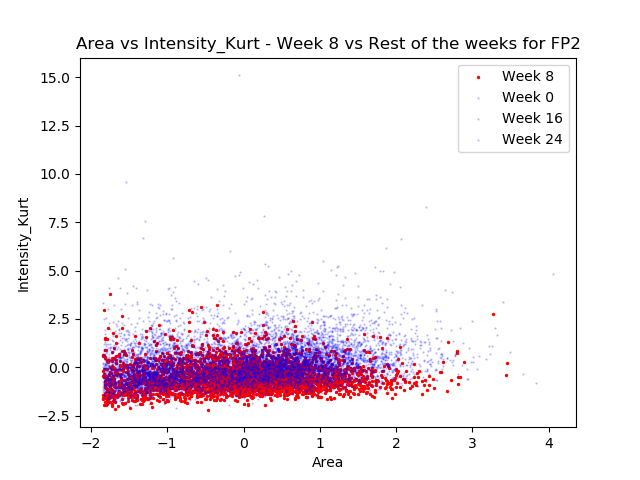 Area vs Intensity_Kurt - Week 8 vs Rest of the weeks for FP2
Week 8
Week 0
Week 16
Week 24
15.0
12.5
10.0
7.5
5.0
2.5
0.0
−2.5
Intensity_Kurt
−2
−1
0
1
2
3
4
Area